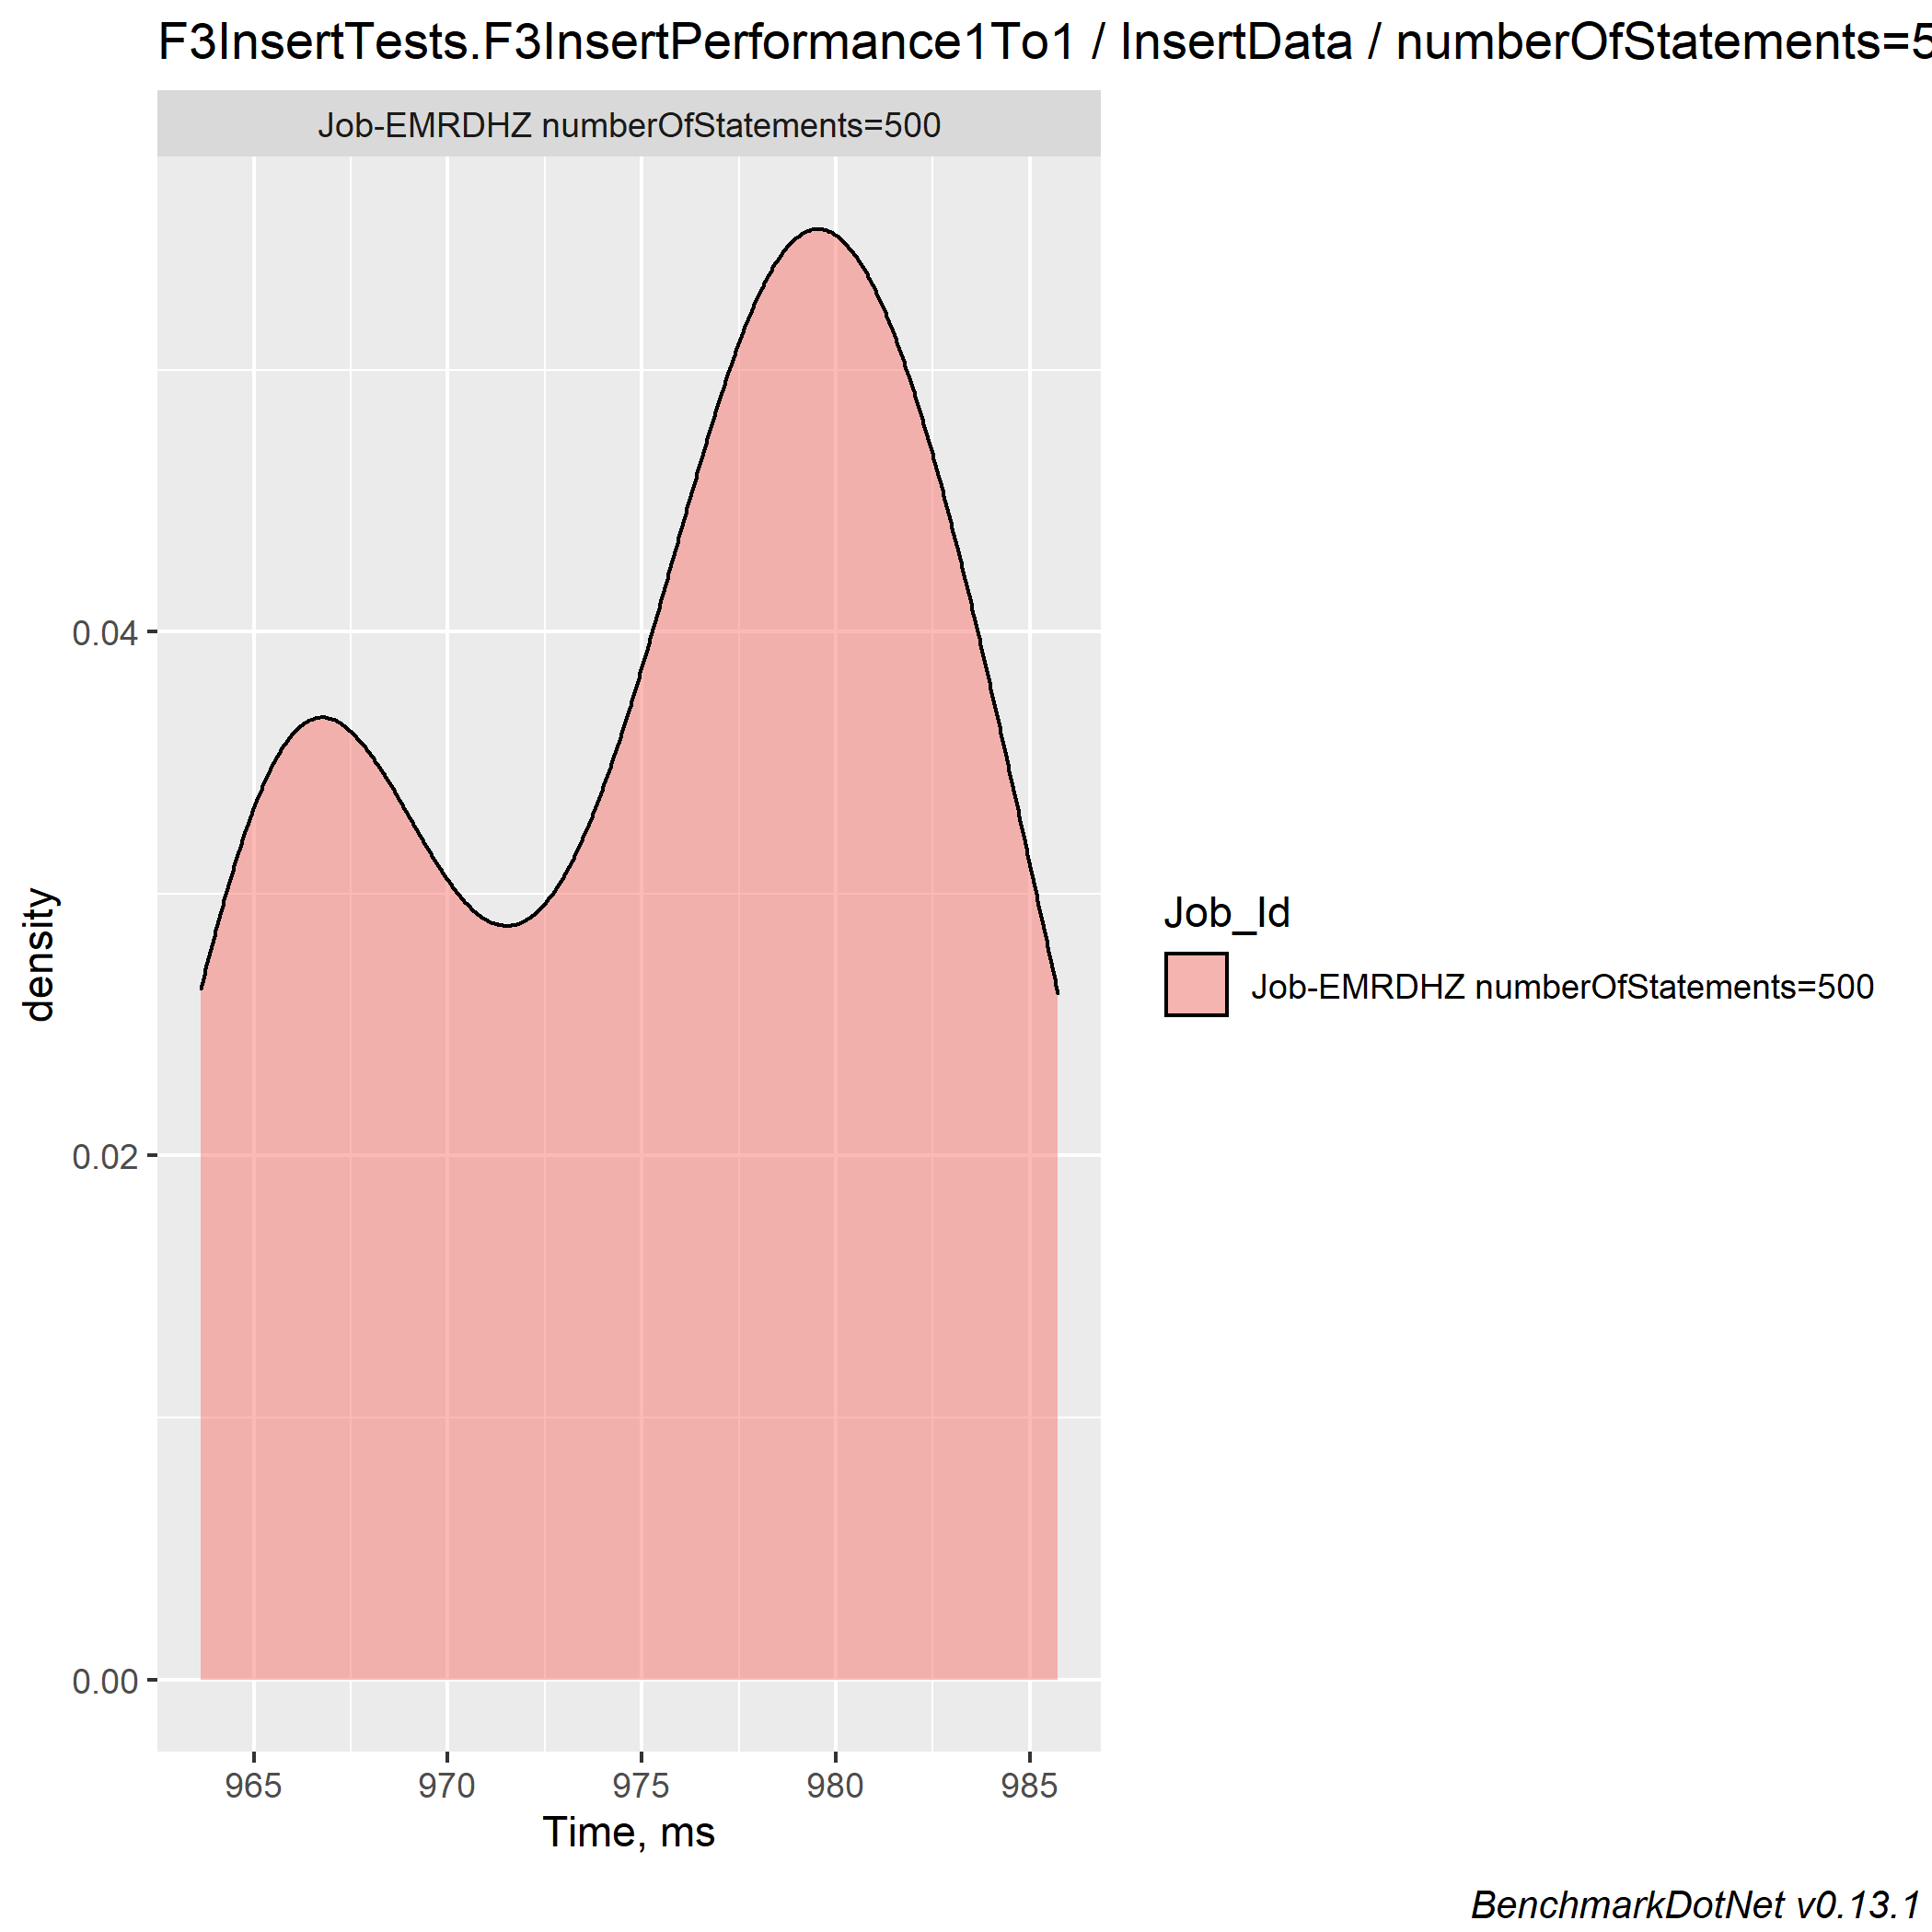 F3InsertTests.F3InsertPerformance1To1 / InsertData / numberOfStatements=5
Job-EMRDHZ numberOfStatements=500
0.04
0.02
0.00
density
965 970 975 980 985
Time, ms
Job_Id
Job-EMRDHZ numberOfStatements=500
BenchmarkDotNet v0.13.1